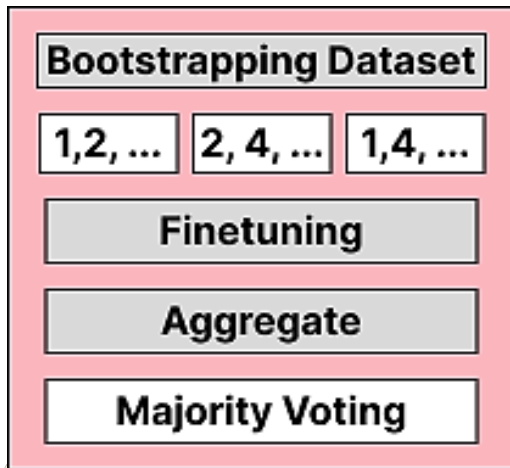 Bootstrapping Dataset
1,2, ... 2, 4, ... 1,4, ...
Finetuning
Aggregate
Majority Voting